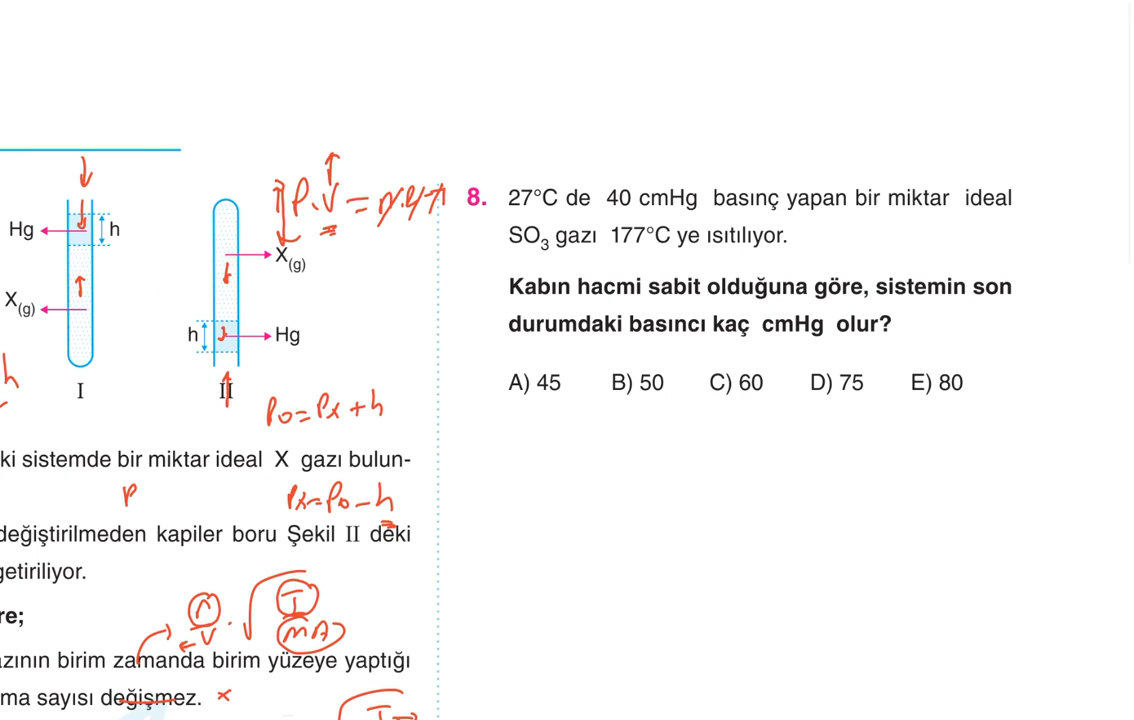 Hg
h
X(g)
I
P.V = n.R.T
X(g)
h
Hg
II
h
P0=Px+h
ki sistemde bir miktar ideal X gazı bulun-
P
Px=P0-h
değiştirilmeden kapiler boru Şekil II deki
getiriliyor.
re;
n/V . √T/MA
azının birim zamanda birim yüzeye yaptığı
ma sayısı değişmez. x
8. 27°C de 40 cmHg basınç yapan bir miktar ideal
SO3 gazı 177°C ye ısıtılıyor.
Kabın hacmi sabit olduğuna göre, sistemin son
durumdaki basıncı kaç cmHg olur?
A) 45 B) 50 C) 60 D) 75 E) 80